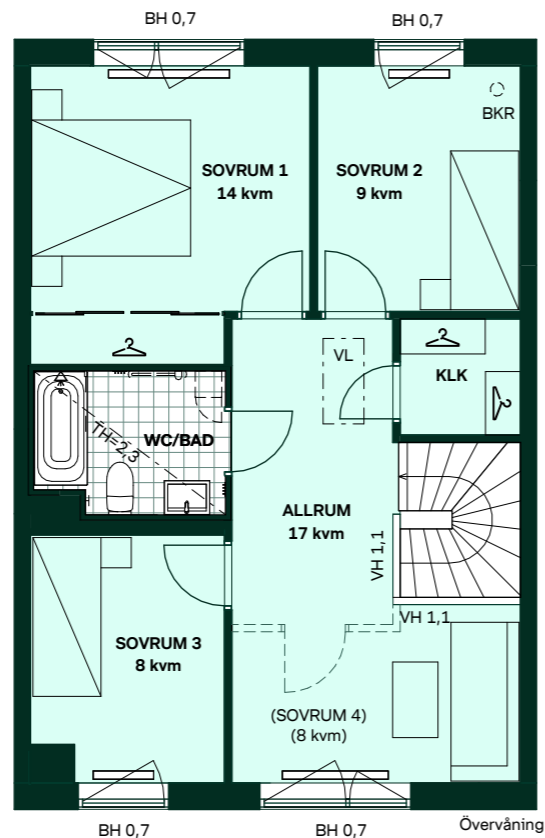 BH 0,7
BH 0,7
BKR
SOVRUM 1
14 kvm
SOVRUM 2
9 kvm
VL
KLK
WC/BAD
TH=2,3
ALLRUM
17 kvm
VH 1,1
VH 1,1
SOVRUM 3
8 kvm
(SOVRUM 4)
(8 kvm)
BH 0,7
BH 0,7
Övervåning